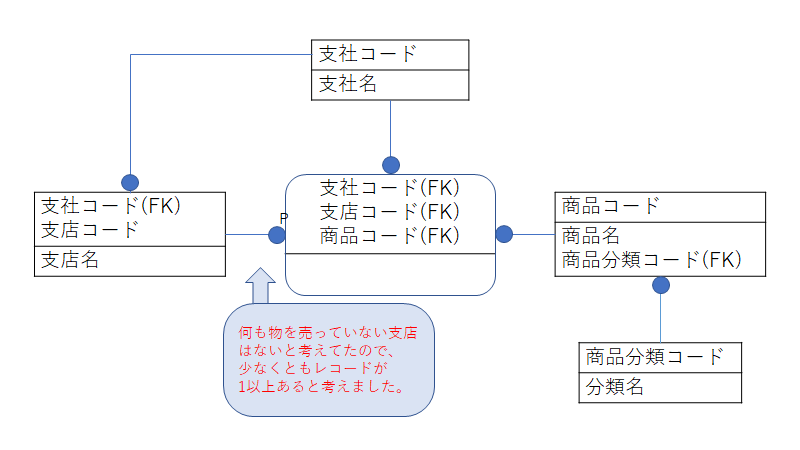 支社コード
支社名
支社コード(FK)
支店コード
支店名
P
支社コード(FK)
支店コード(FK)
商品コード(FK)
商品コード
商品名
商品分類コード(FK)
何も物を売っていない支店
はないと考えてたので、
少なくともレコードが
1以上あると考えました。
商品分類コード
分類名